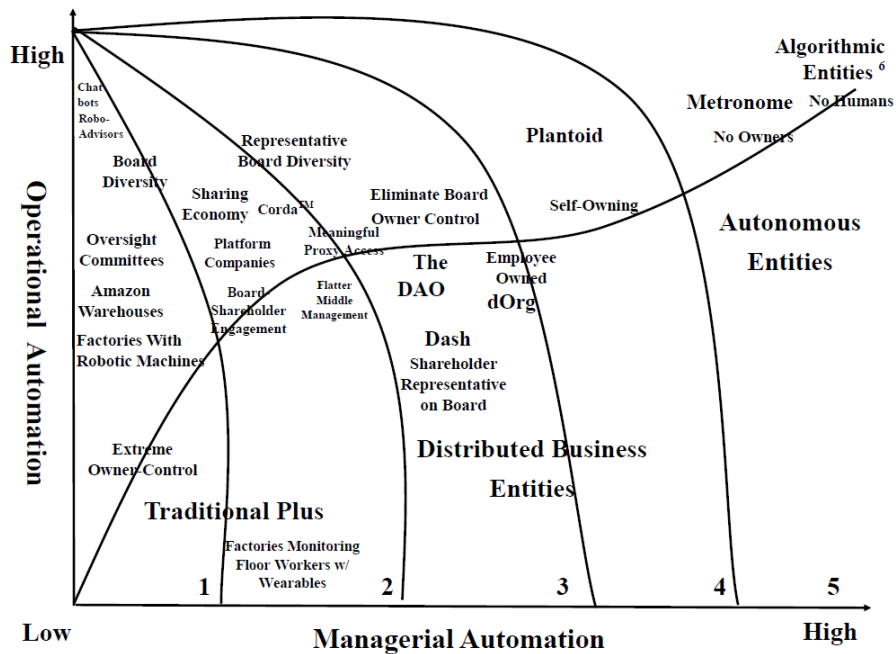 High
Algorithmic
Entities 6
Chat
bots
Robo-
Advisors
Metronome
No Humans
No Owners
Plantoid
Representative
Board Diversity
Board
Diversity
Sharing
Economy
Corda™
Eliminate Board
Owner Control
Self-Owning
Autonomous
Entities
Oversight
Committees
Platform
Companies
Meaningful
Proxy Access
The
DAO
Employee
Owned
dOrg
Amazon
Warehouses
Board-
Shareholder
Engagement
Flatter
Middle
Management
Factories With
Robotic Machines
Dash
Shareholder
Representative
on Board
Extreme
Owner-Control
Distributed Business
Entities
Traditional Plus
Factories Monitoring
Floor Workers w/
Wearables
1 2 3 4 5
Operational Automation
Low
Managerial Automation
High